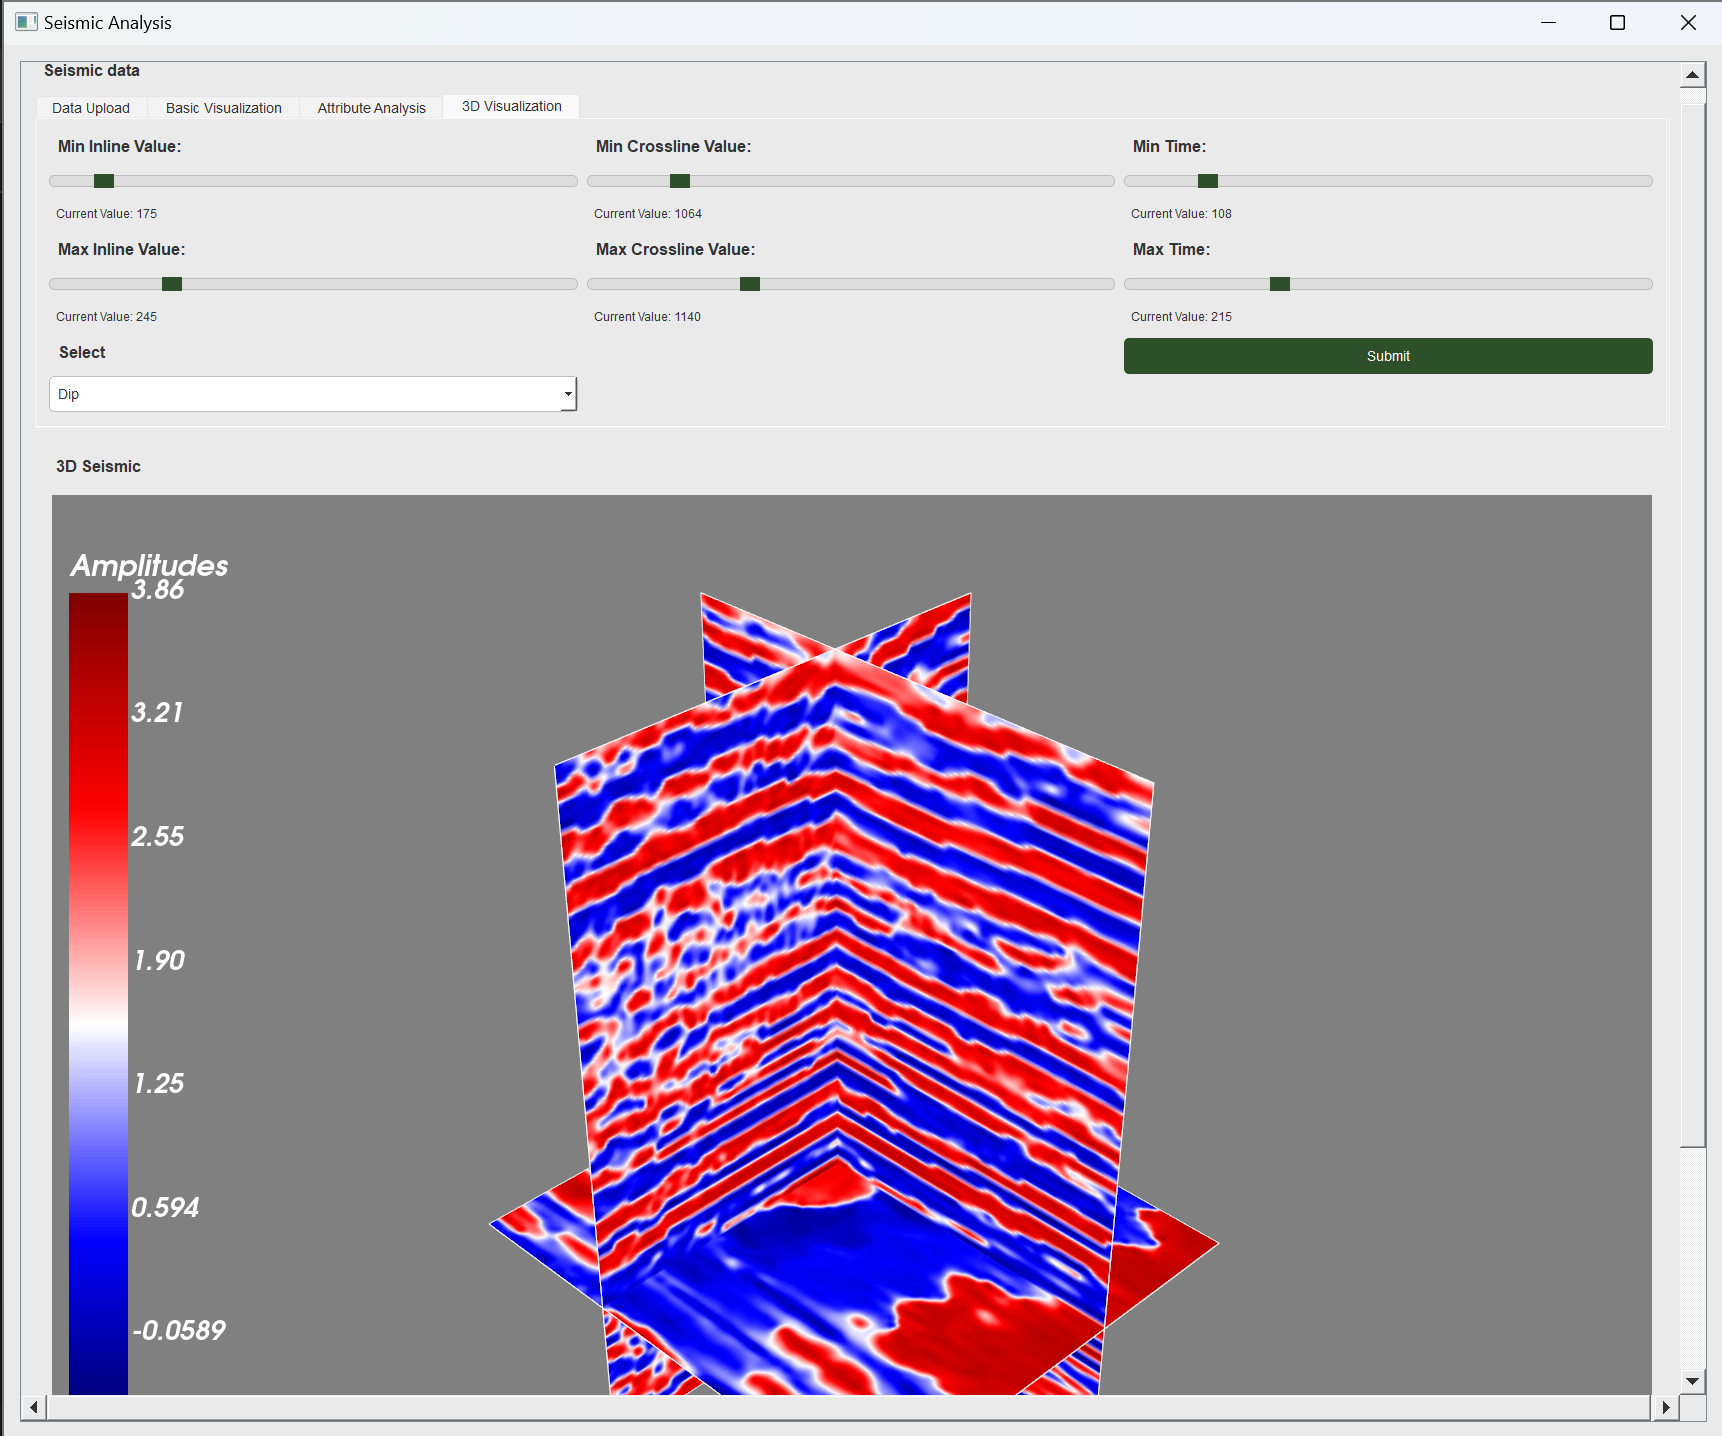 Seismic Analysis
Seismic data
Data Upload Basic Visualization Attribute Analysis 3D Visualization
Min Inline Value: Min Crossline Value: Min Time:
Current Value: 175 Current Value: 1064 Current Value: 108
Max Inline Value: Max Crossline Value: Max Time:
Current Value: 245 Current Value: 1140 Current Value: 215
Select
Submit
Dip
3D Seismic
Amplitudes
3.86
3.21
2.55
1.90
1.25
0.594
-0.0589